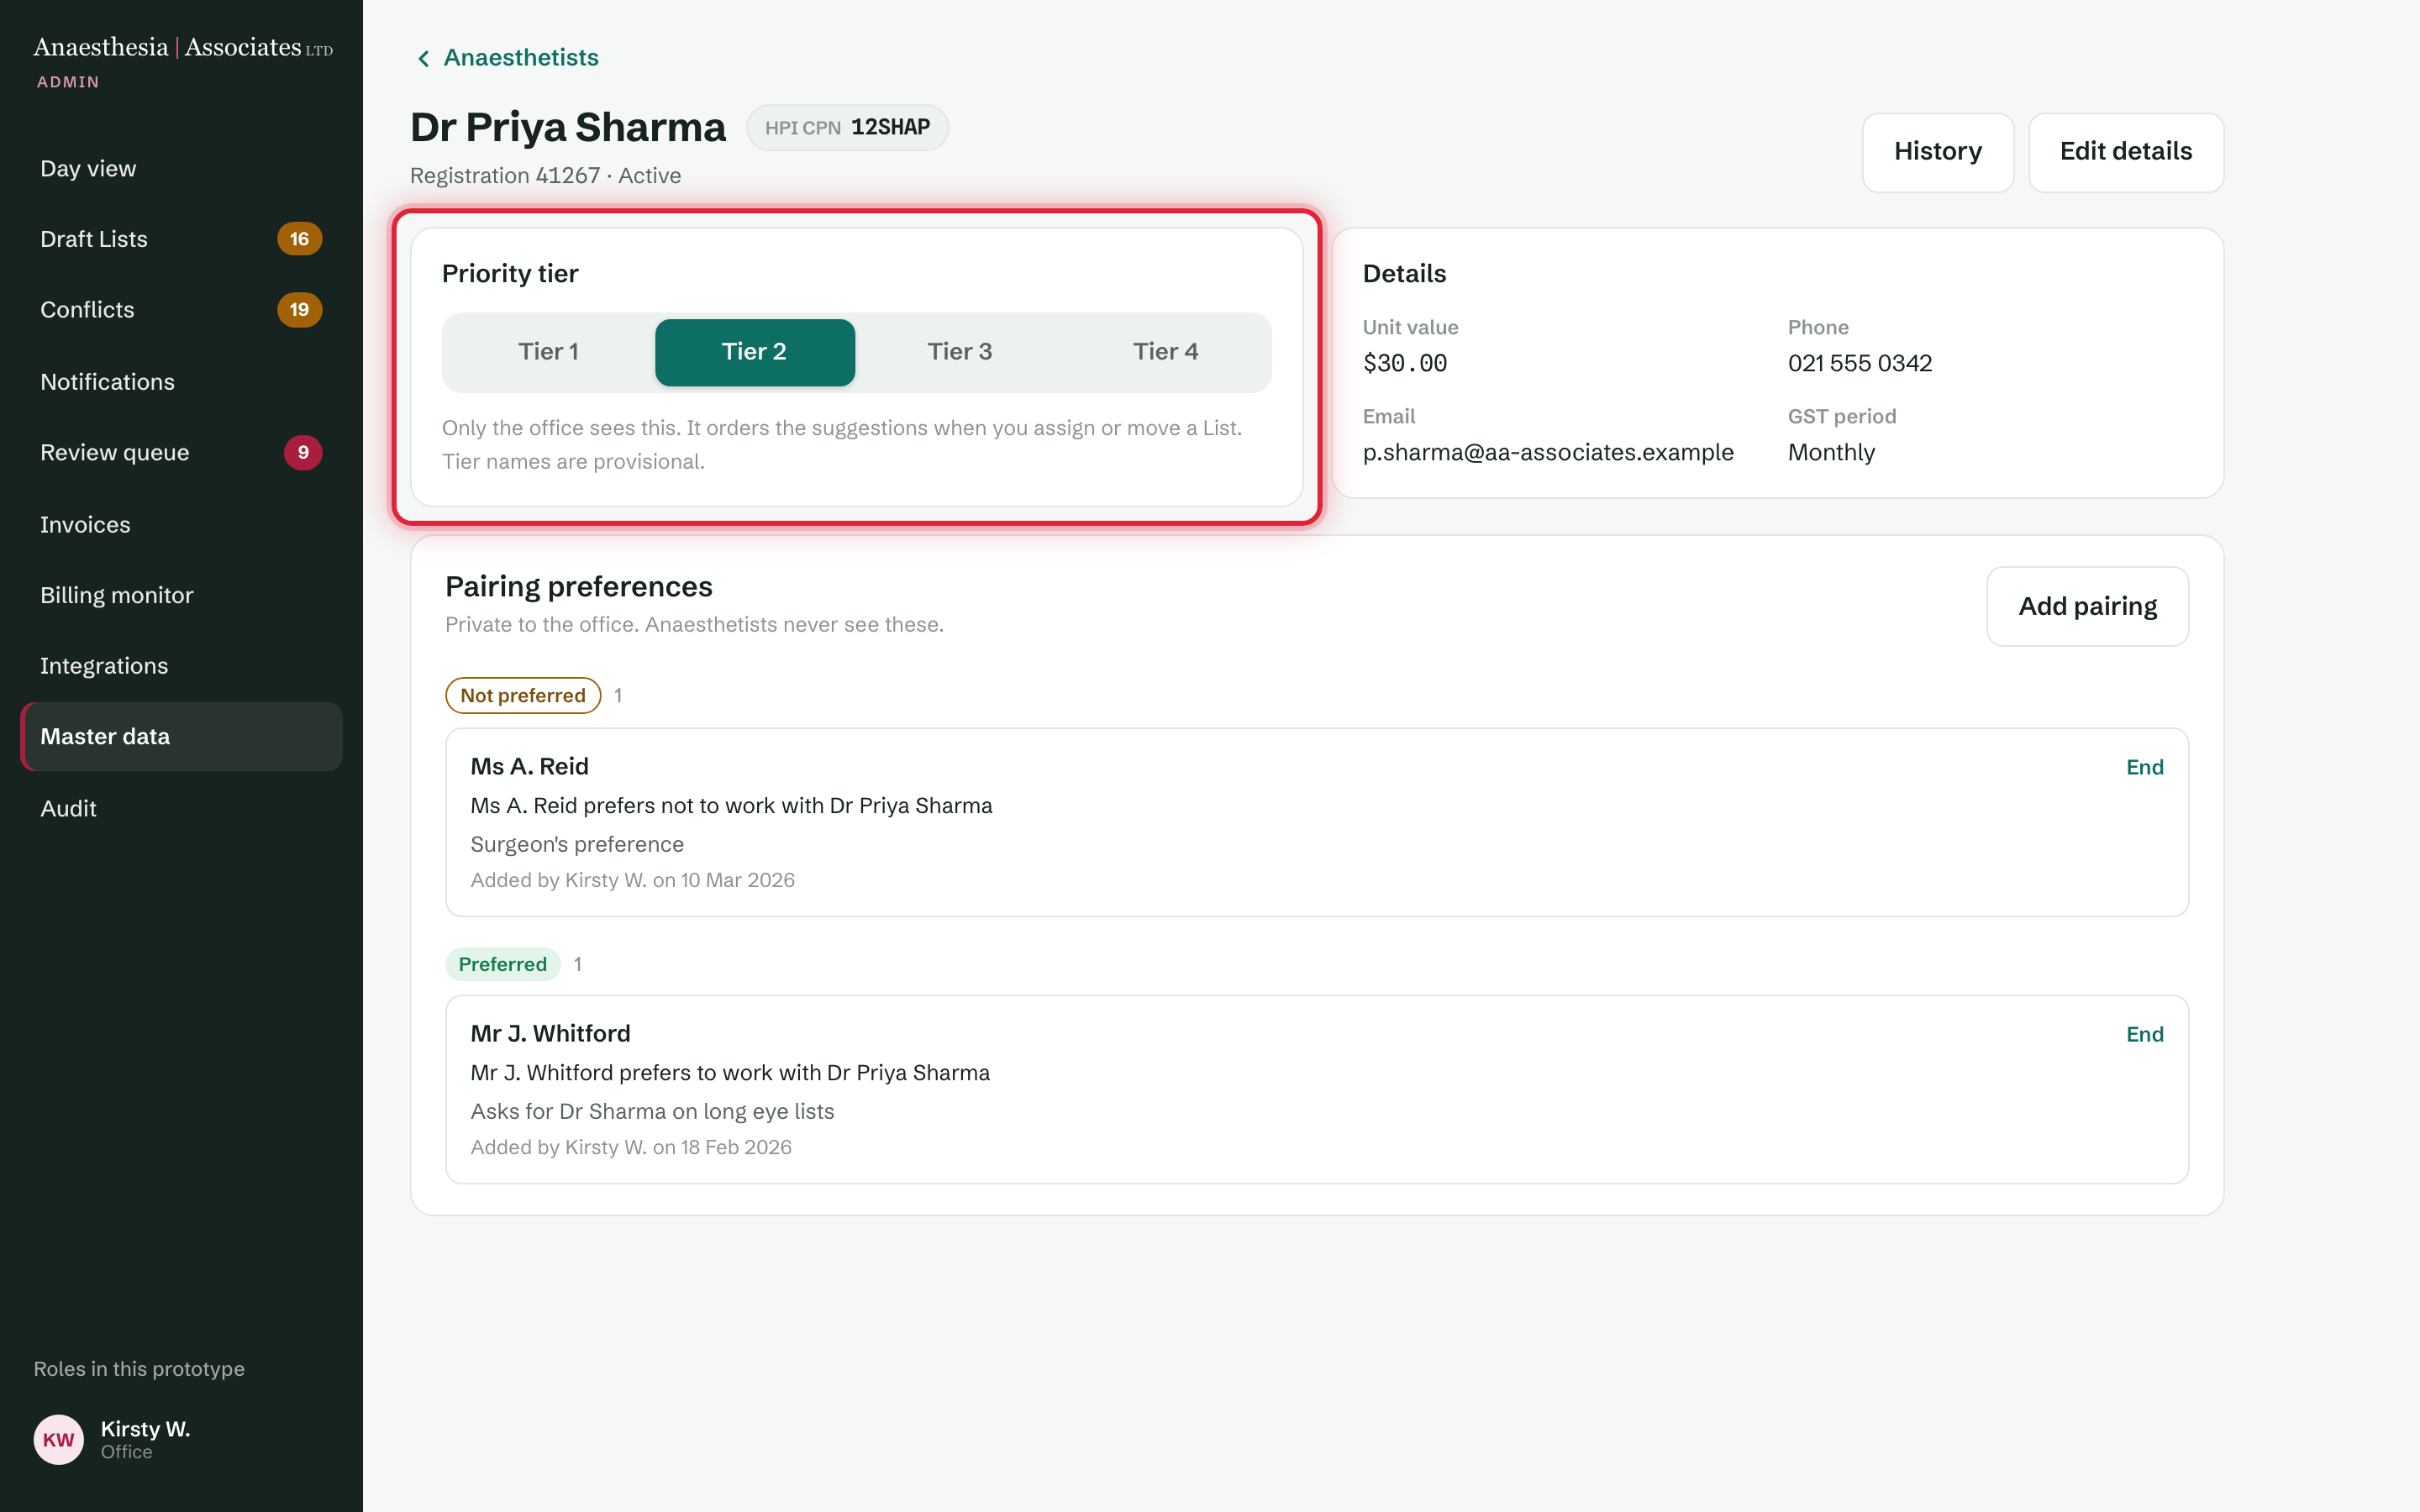 Anaesthesia | Associates LTD
ADMIN
Day view
Draft Lists 16
Conflicts 19
Notifications
Review queue 9
Invoices
Billing monitor
Integrations
Master data
Audit
Roles in this prototype
KW
Kirsty W.
Office
Anaesthetists
Dr Priya Sharma HPI CPN 12SHAP
Registration 41267 · Active
History Edit details
Priority tier
Tier 1 Tier 2 Tier 3 Tier 4
Only the office sees this. It orders the suggestions when you assign or move a List.
Tier names are provisional.
Details
Unit value
$30.00
Phone
021 555 0342
Email
p.sharma@aa-associates.example
GST period
Monthly
Pairing preferences
Private to the office. Anaesthetists never see these.
Add pairing
Not preferred 1
Ms A. Reid
End
Ms A. Reid prefers not to work with Dr Priya Sharma
Surgeon's preference
Added by Kirsty W. on 10 Mar 2026
Preferred 1
Mr J. Whitford
End
Mr J. Whitford prefers to work with Dr Priya Sharma
Asks for Dr Sharma on long eye lists
Added by Kirsty W. on 18 Feb 2026